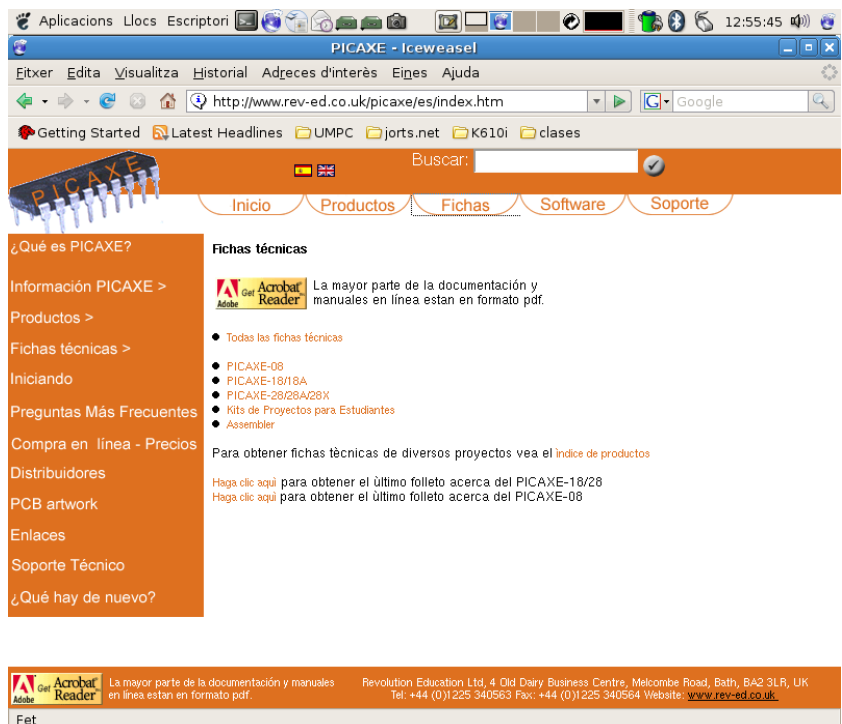 Aplicacions Llocs Escriptori 12:55:45
PICAXE - Iceweasel
Fitxer Edita Visualitza Historial Adreces d'interès Eines Ajuda
http://www.rev-ed.co.uk/picaxe/es/index.htm G Google
Getting Started Latest Headlines UMPC jorts.net K610i clases
PICAXE
Buscar:
Inicio Productos Fichas Software Soporte
¿Qué es PICAXE?
Información PICAXE >
Productos >
Fichas técnicas >
Iniciando
Preguntas Más Frecuentes
Compra en línea - Precios
Distribuidores
PCB artwork
Enlaces
Soporte Técnico
¿Qué hay de nuevo?
Fichas técnicas
Adobe Get Acrobat Reader
La mayor parte de la documentación y
manuales en línea estan en formato pdf.
Todas las fichas técnicas
PICAXE-08
PICAXE-18/18A
PICAXE-28/28A/28X
Kits de Proyectos para Estudiantes
Assembler
Para obtener fichas tècnicas de diversos proyectos vea el ìndice de productos
Haga clic aquì para obtener el ùltimo folleto acerca del PICAXE-18/28
Haga clic aquì para obtener el ùltimo folleto acerca del PICAXE-08
Adobe Get Acrobat Reader
La mayor parte de la documentación y manuales
en línea estan en formato pdf.
Revolution Education Ltd, 4 Old Dairy Business Centre, Melcombe Road, Bath, BA2 3LR, UK
Tel: +44 (0)1225 340563 Fax: +44 (0)1225 340564 Website: www.rev-ed.co.uk
Fet